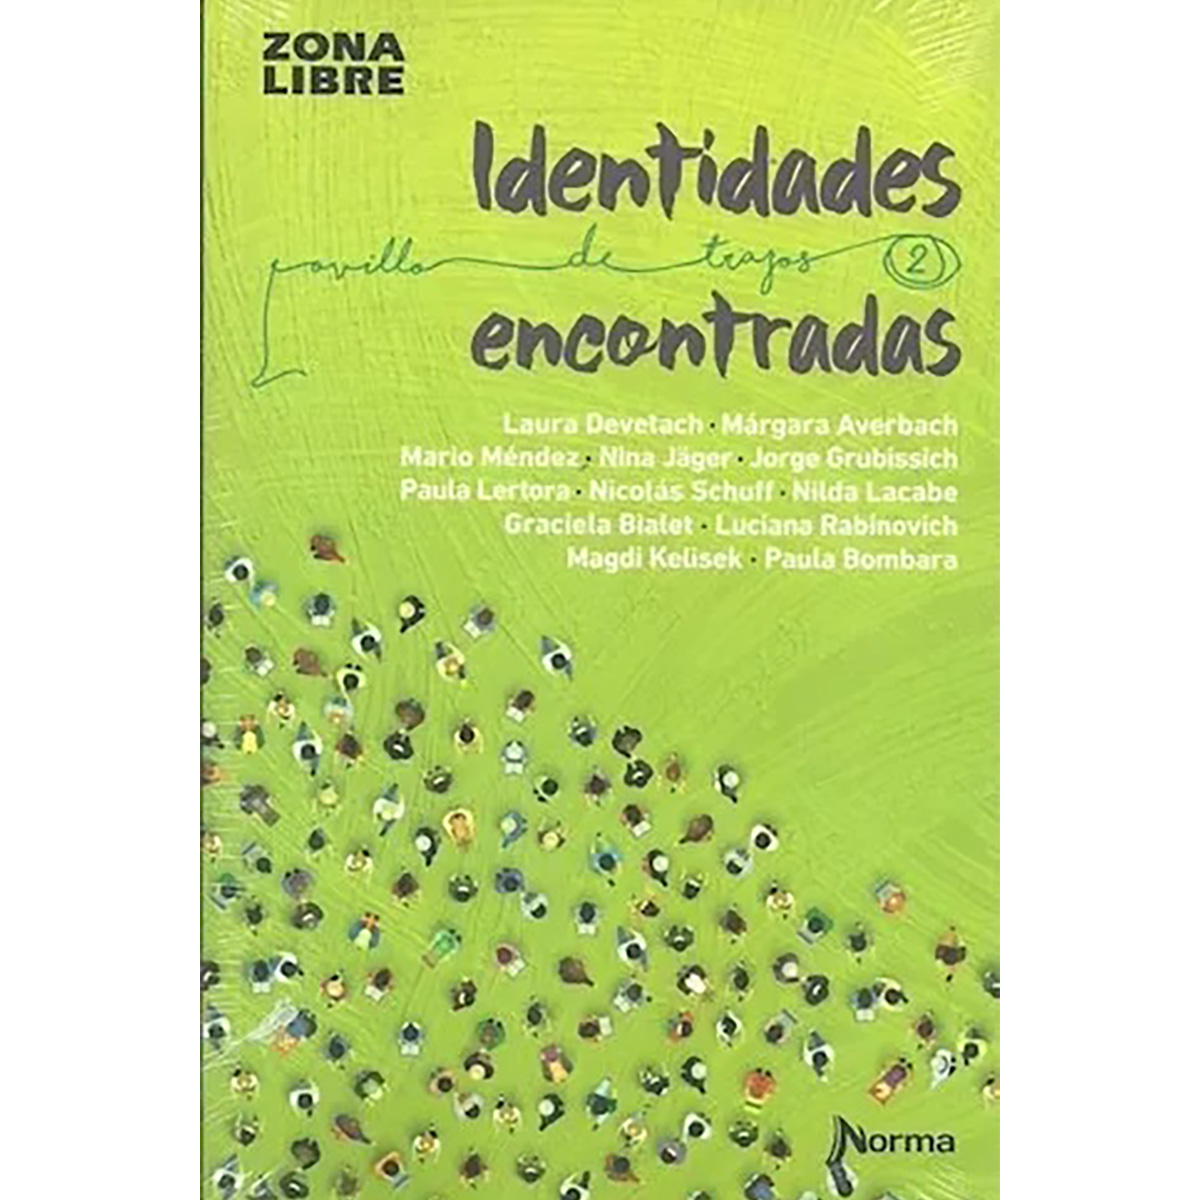 ZONA
LIBRE
Identidades
ovillo de trazos 2
encontradas
Laura Devetach · Márgara Averbach
Mario Méndez · Nina Jäger · Jorge Grubissich
Paula Lertora · Nicolás Schuff · Nilda Lacabe
Graciela Bialet · Luciana Rabinovich
Magdi Kelisek · Paula Bombara
Norma